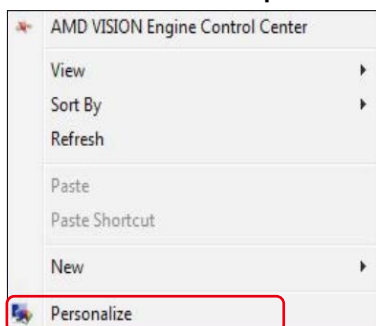 AMD VISION Engine Control Center
View
Sort By
Refresh
Paste
Paste Shortcut
New
Personalize